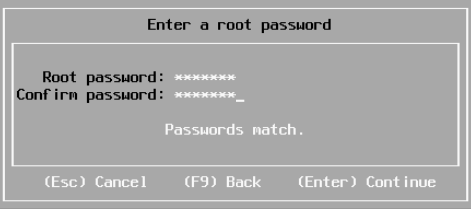 Enter a root password
Root password: *******
Confirm password: *******_
Passwords match.
(Esc) Cancel (F9) Back (Enter) Continue